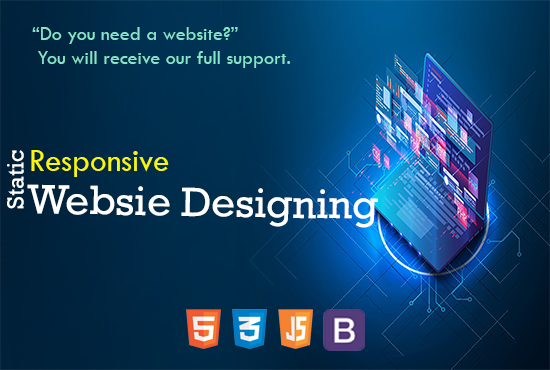 “Do you need a website?”
You will receive our full support.
Static
Responsive
Websie Designing
5 3 JS B